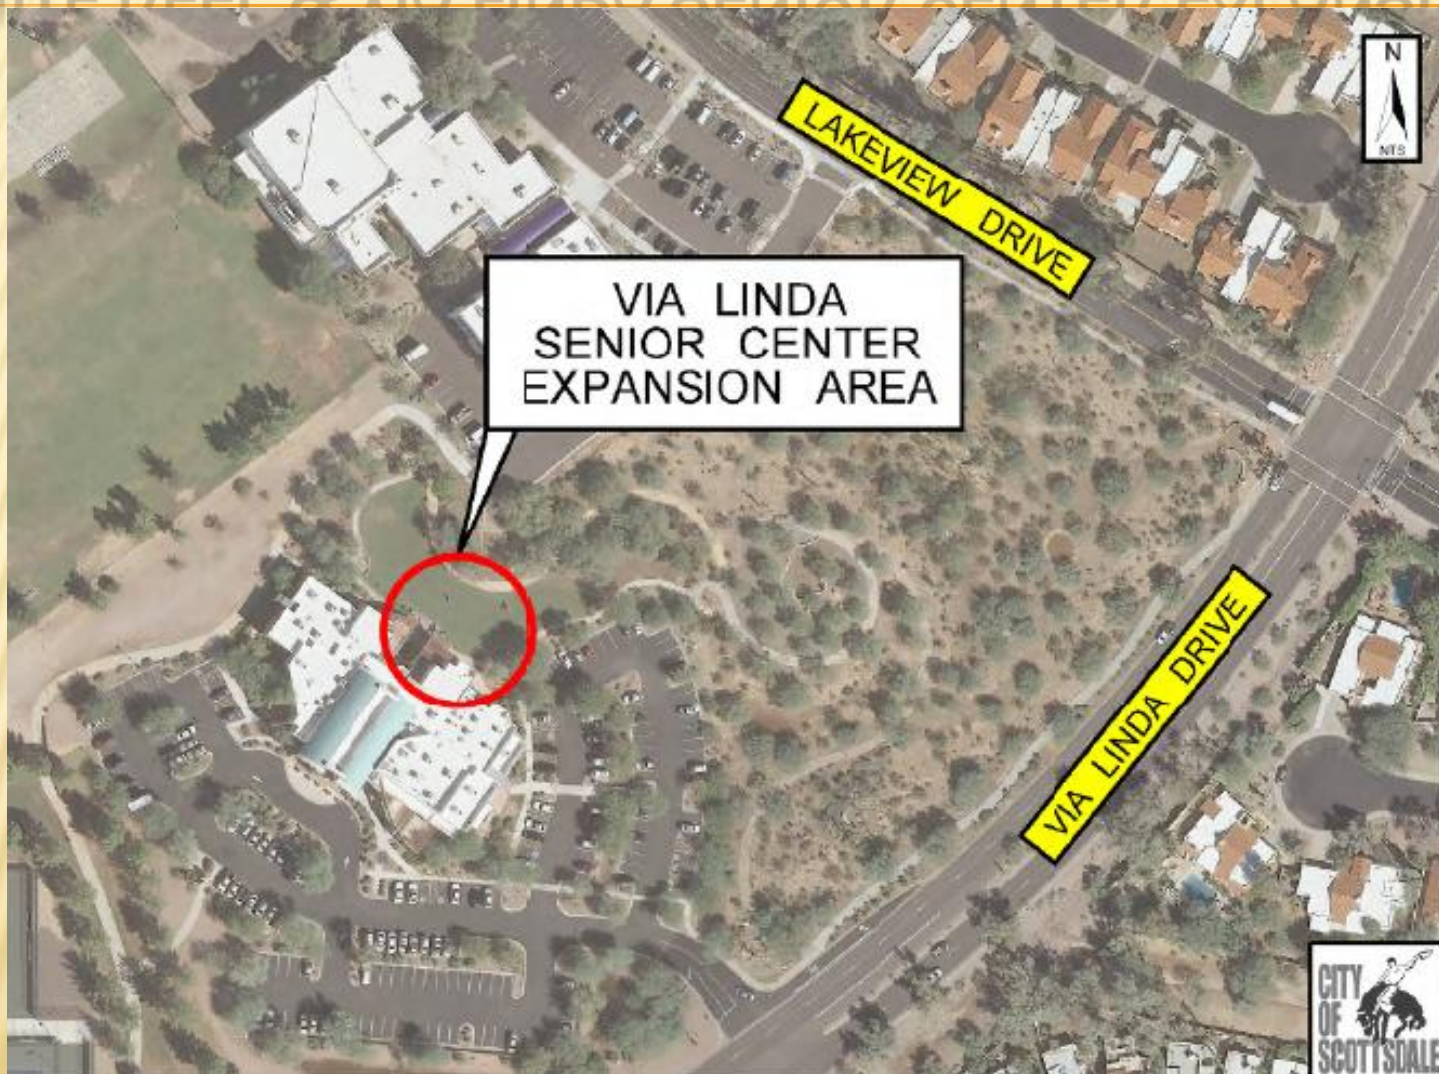 N
NTS
LAKEVIEW DRIVE
VIA LINDA
SENIOR CENTER
EXPANSION AREA
VIA LINDA DRIVE
CITY
OF
SCOTTSDALE